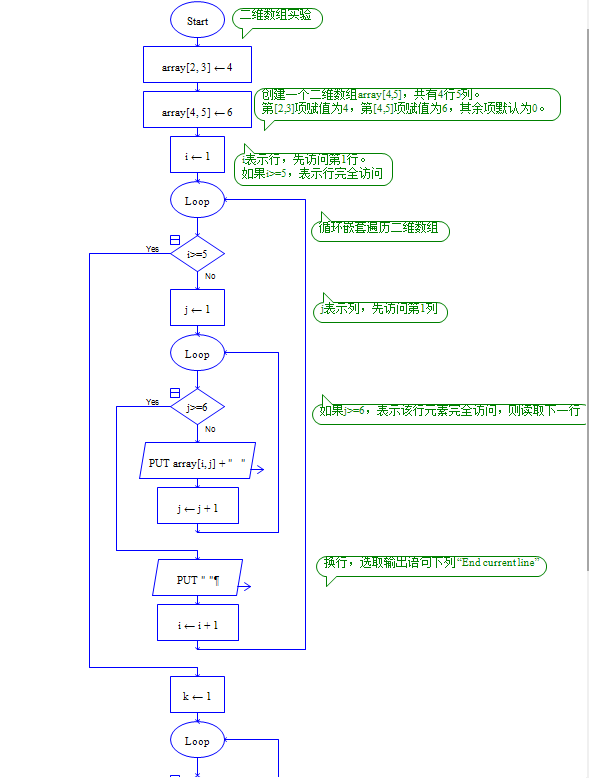 Start
二维数组实验
array[2, 3] ← 4
array[4, 5] ← 6
创建一个二维数组array[4,5]，共有4行5列。
第[2,3]项赋值为4，第[4,5]项赋值为6，其余项默认为0。
i ← 1
i表示行，先访问第1行。
如果i>=5，表示行完全访问
Loop
循环嵌套遍历二维数组
Yes
i>=5
No
j ← 1
j表示列，先访问第1列
Loop
Yes
j>=6
No
如果j>=6，表示该行元素完全访问，则读取下一行
PUT array[i, j] + "   "
j ← j + 1
PUT " "¶
换行，选取输出语句下列“End current line”
i ← i + 1
k ← 1
Loop